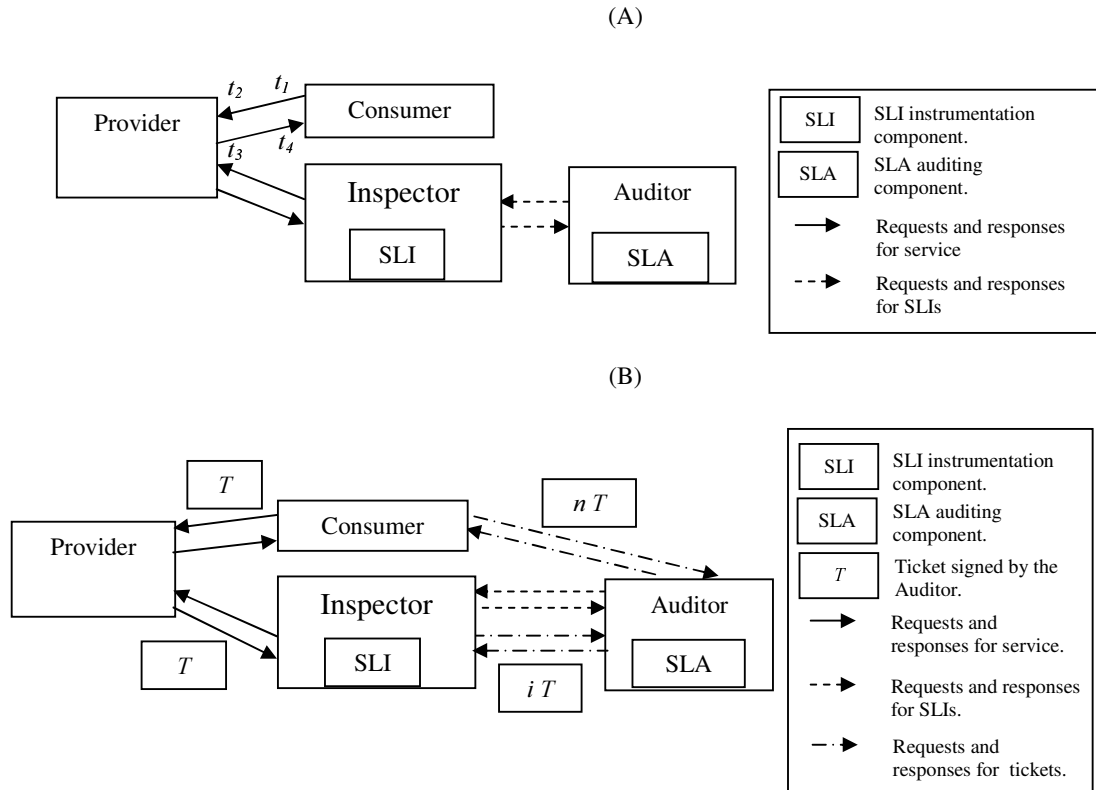 (A)
t2
t1
Provider
Consumer
t3
t4
Inspector
Auditor
SLI
SLA
SLI
SLI instrumentation
component.
SLA
SLA auditing
component.
Requests and responses
for service
Requests and responses
for SLIs
(B)
T
Consumer
n T
Provider
Inspector
Auditor
T
SLI
SLA
i T
SLI
SLI instrumentation
component.
SLA
SLA auditing
component.
T
Ticket signed by the
Auditor.
Requests and
responses for service.
Requests and responses
for SLIs.
Requests and
responses for tickets.